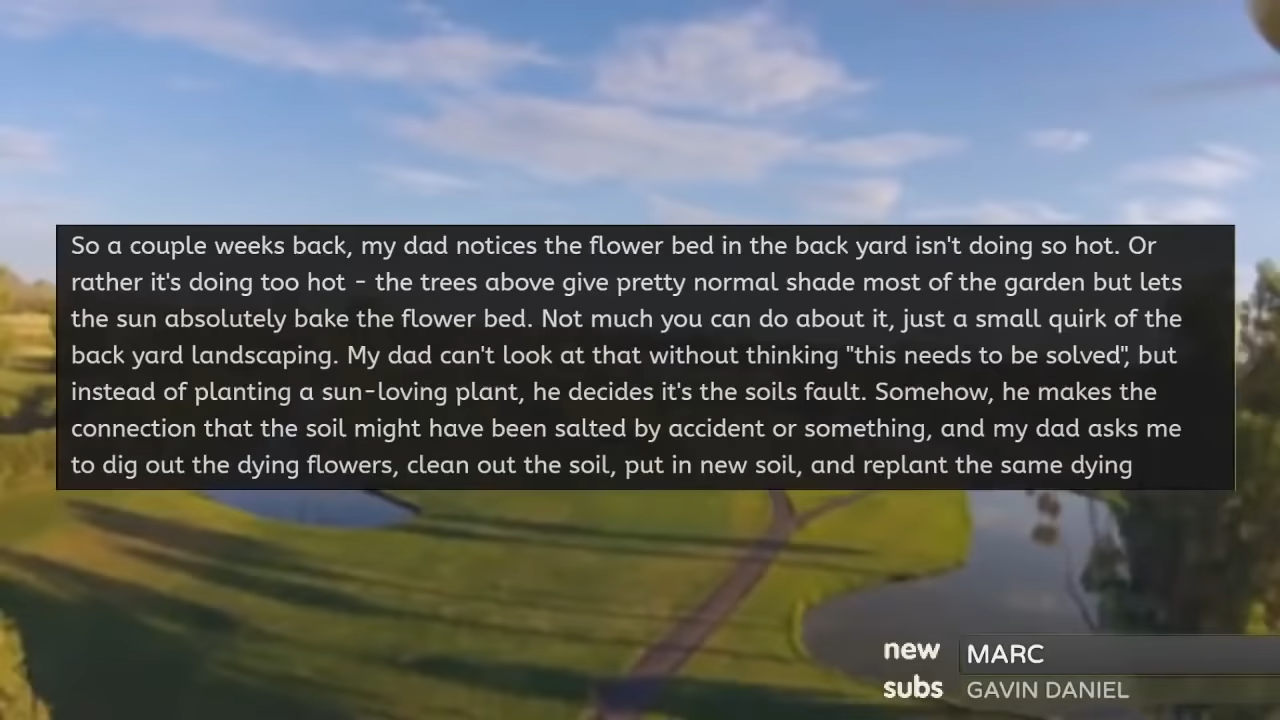 So a couple weeks back, my dad notices the flower bed in the back yard isn't doing so hot. Or
rather it's doing too hot - the trees above give pretty normal shade most of the garden but lets
the sun absolutely bake the flower bed. Not much you can do about it, just a small quirk of the
back yard landscaping. My dad can't look at that without thinking "this needs to be solved", but
instead of planting a sun-loving plant, he decides it's the soils fault. Somehow, he makes the
connection that the soil might have been salted by accident or something, and my dad asks me
to dig out the dying flowers, clean out the soil, put in new soil, and replant the same dying
new MARC
subs GAVIN DANIEL